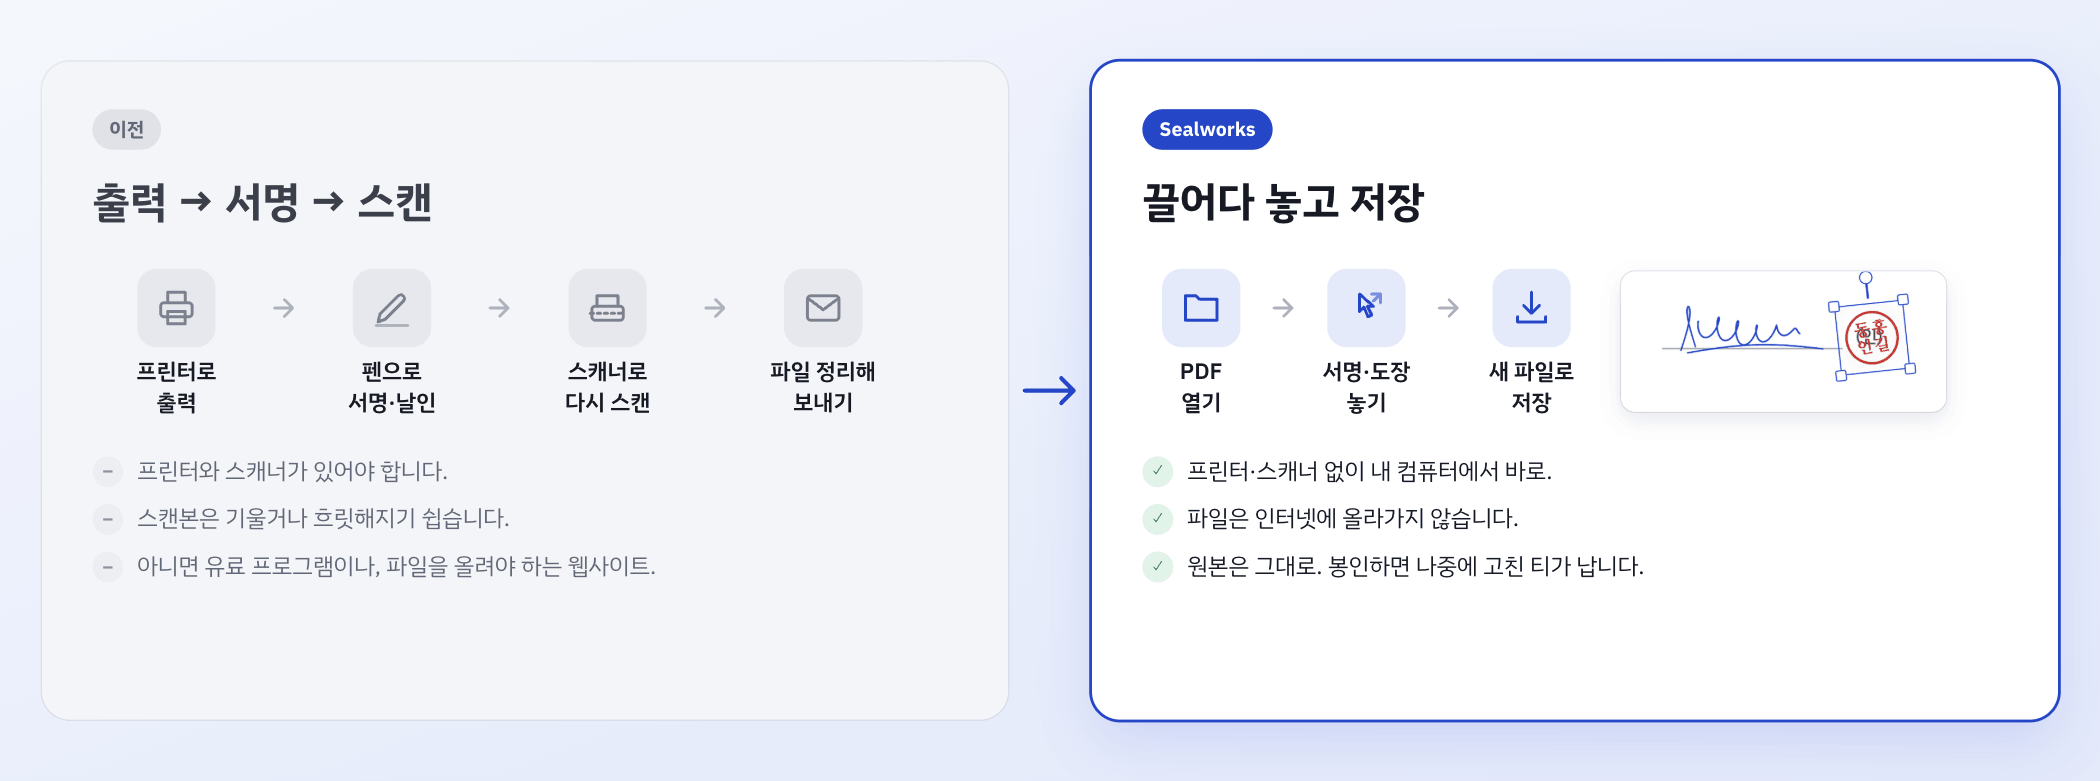 이전
출력 → 서명 → 스캔
프린터로
출력
펜으로
서명·날인
스캐너로
다시 스캔
파일 정리해
보내기
프린터와 스캐너가 있어야 합니다.
스캔본은 기울거나 흐릿해지기 쉽습니다.
아니면 유료 프로그램이나, 파일을 올려야 하는 웹사이트.
Sealworks
끌어다 놓고 저장
PDF
열기
서명·도장
놓기
새 파일로
저장
프린터·스캐너 없이 내 컴퓨터에서 바로.
파일은 인터넷에 올라가지 않습니다.
원본은 그대로. 봉인하면 나중에 고친 티가 납니다.